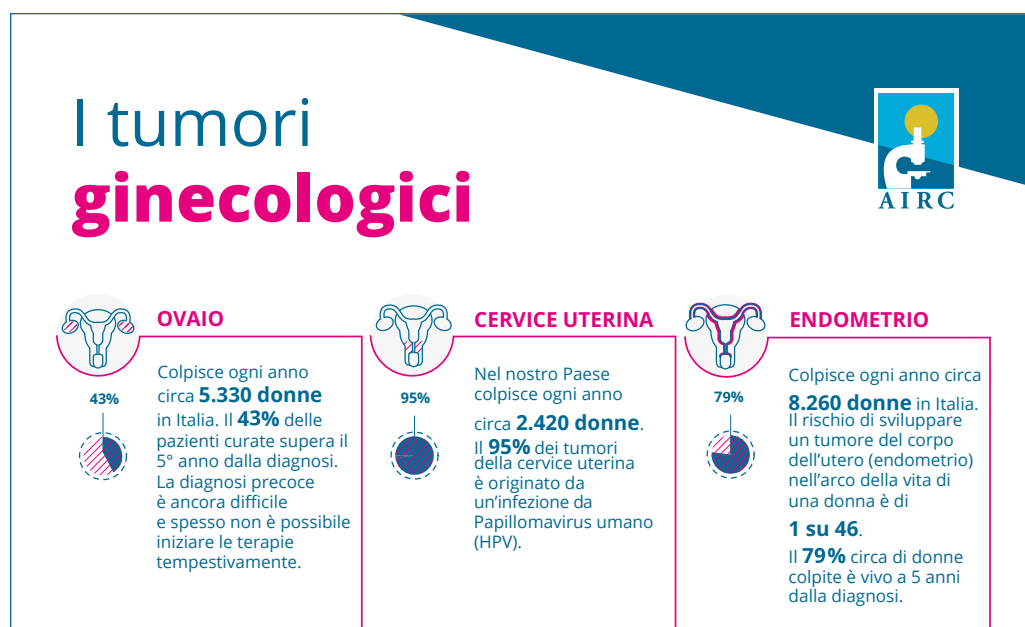 I tumori
ginecologici
AIRC
OVAIO
Colpisce ogni anno
circa 5.330 donne
in Italia. Il 43% delle
pazienti curate supera il
5° anno dalla diagnosi.
La diagnosi precoce
è ancora difficile
e spesso non è possibile
iniziare le terapie
tempestivamente.
43%
CERVICE UTERINA
Nel nostro Paese
colpisce ogni anno
circa 2.420 donne.
Il 95% dei tumori
della cervice uterina
è originato da
un'infezione da
Papillomavirus umano
(HPV).
95%
ENDOMETRIO
Colpisce ogni anno circa
8.260 donne in Italia.
Il rischio di sviluppare
un tumore del corpo
dell'utero (endometrio)
nell'arco della vita di
una donna è di
1 su 46.
Il 79% circa di donne
colpite è vivo a 5 anni
dalla diagnosi.
79%